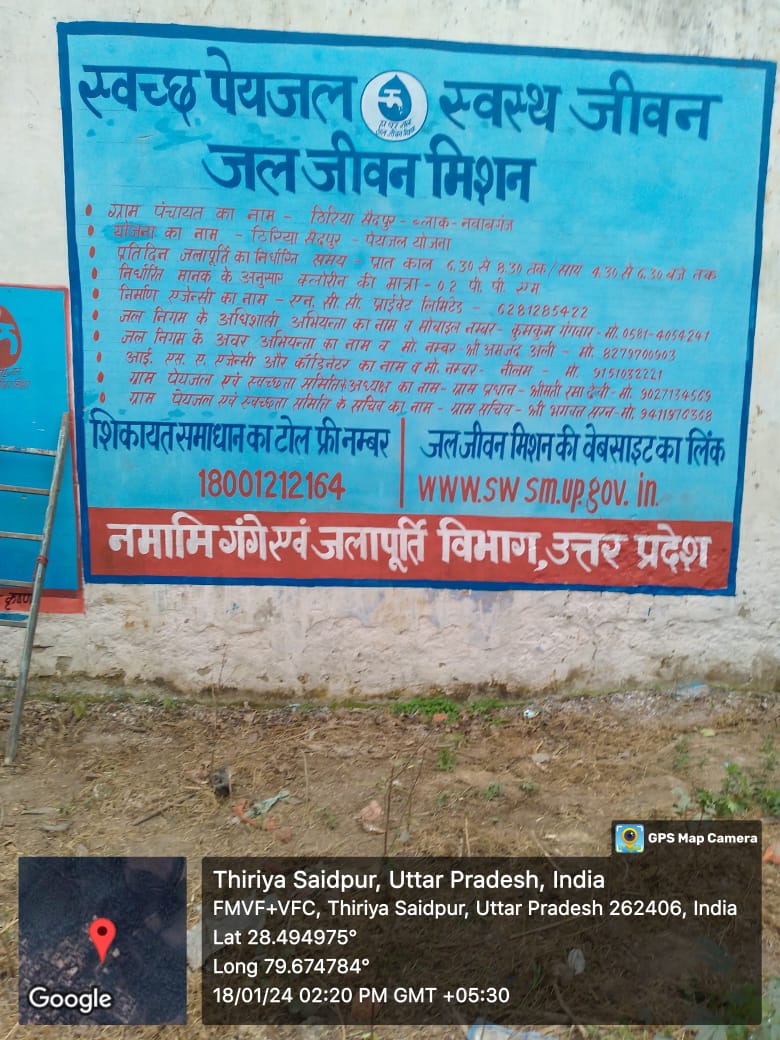 स्वच्छ पेयजल स्वस्थ जीवन
जल जीवन मिशन
• ग्राम पंचायत का नाम - ठिरिया सैदपुर - ब्लाक - नवाबगंज
• योजना का नाम - ठिरिया सैदपुर - पेयजल योजना
• प्रतिदिन जलापूर्ति का निर्धारित समय - प्रात काल 6.30 से 8.30 तक / साय 4.30 से 6.30 बजे तक
• निर्धारित मानक के अनुसार क्लोरीन की मात्रा - 0.2 पी. पी. एम
• निर्माण एजेन्सी का नाम - एन. सी. सी. प्राईवेट लिमिटेड - 6281285422
• जल निगम के अधिशासी अभियन्ता का नाम व मोबाइल नम्बर - कुमकुम गंगवार - मो. 0581-4054241
• जल निगम के अवर अभियन्ता का नाम व मो. नम्बर - श्री अमजद अली - मो. 8279700903
• आई. एस. ए. एजेन्सी और कॉडिनेटर का नाम व मो. नम्बर - नीलम - मो. 9151032221
• ग्राम पेयजल एवं स्वच्छता समिति अध्यक्ष का नाम - ग्राम प्रधान - श्रीमती रमा देवी - मो. 9027134569
• ग्राम पेयजल एवं स्वच्छता समिति के सचिव का नाम - ग्राम सचिव - श्री भगवत सरन - मो. 9411970368
शिकायत समाधान का टोल फ्री नम्बर
18001212164
जल जीवन मिशन की वेबसाइट का लिंक
www.swsm.up.gov.in.
नमामि गंगे एवं जलापूर्ति विभाग, उत्तर प्रदेश
GPS Map Camera
Thiriya Saidpur, Uttar Pradesh, India
FMVF+VFC, Thiriya Saidpur, Uttar Pradesh 262406, India
Lat 28.494975°
Long 79.674784°
18/01/24 02:20 PM GMT +05:30
Google